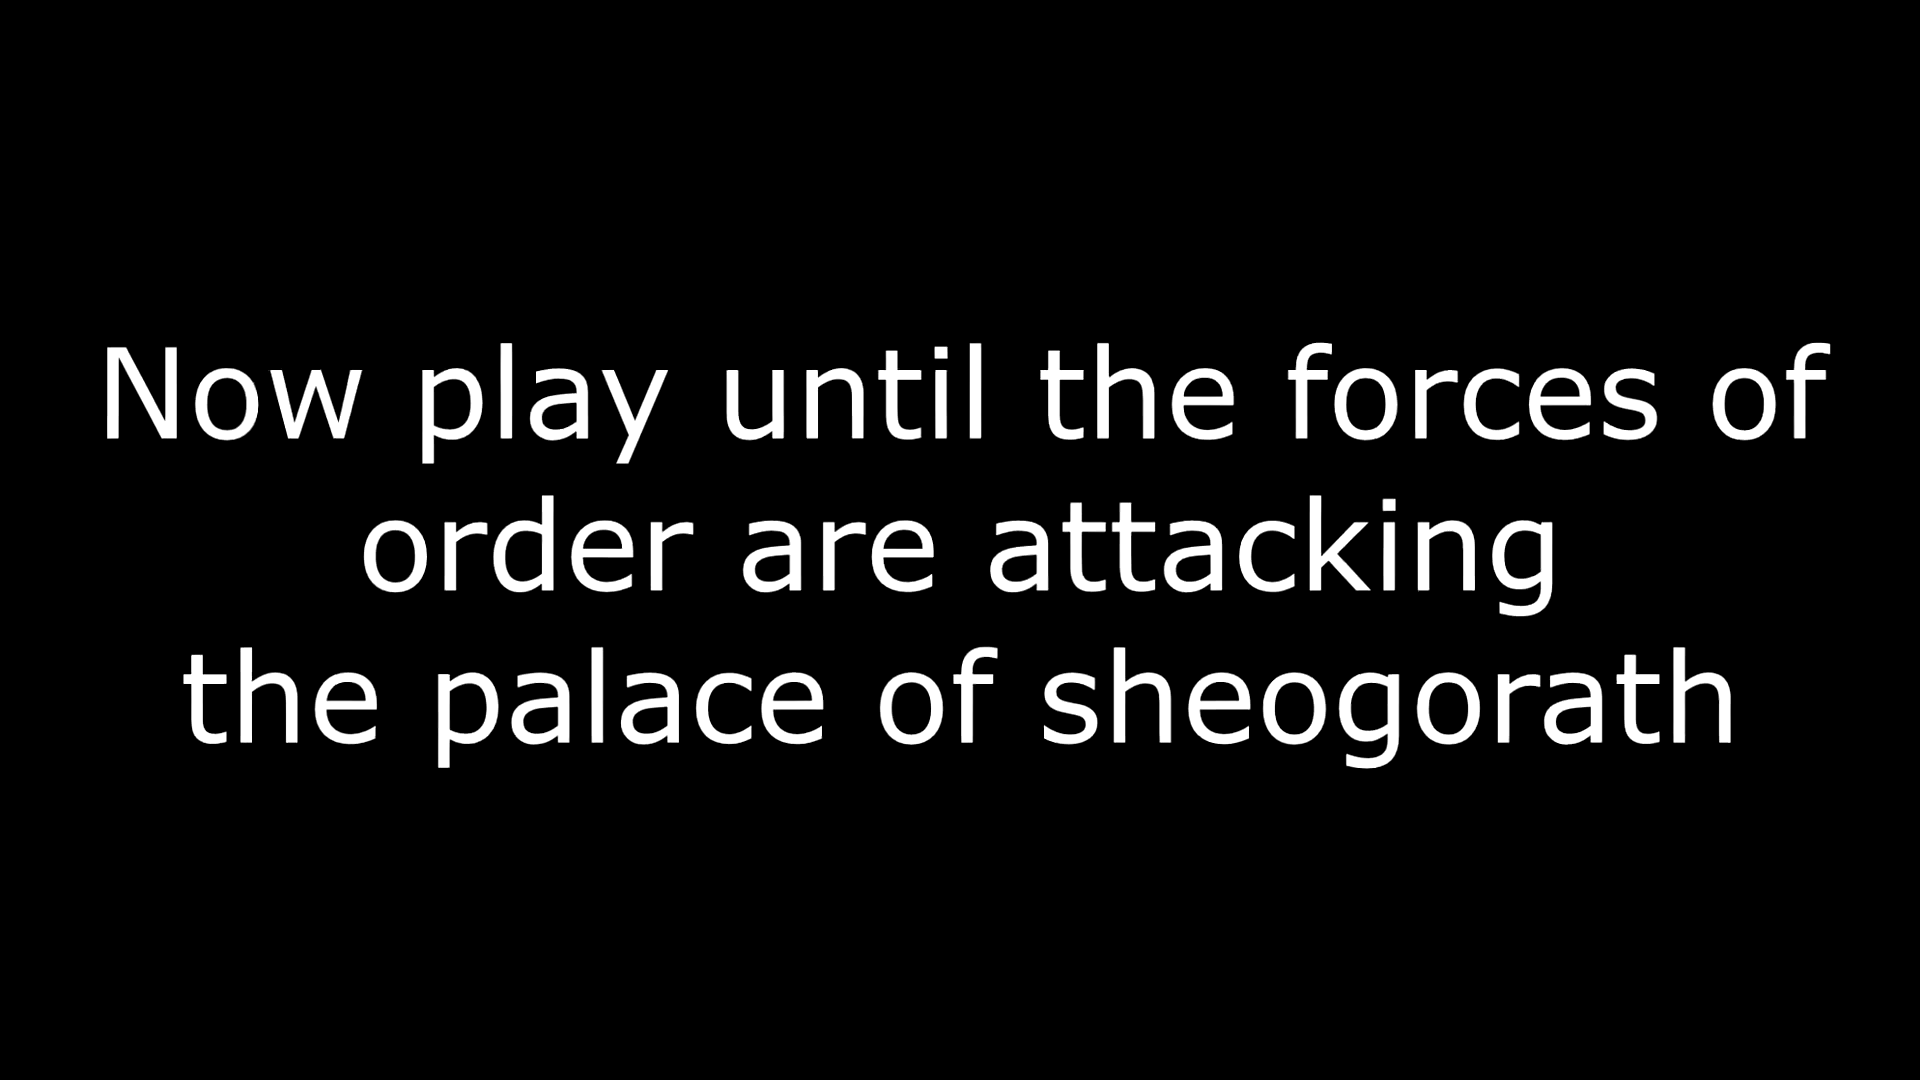 Now play until the forces of
order are attacking
the palace of sheogorath